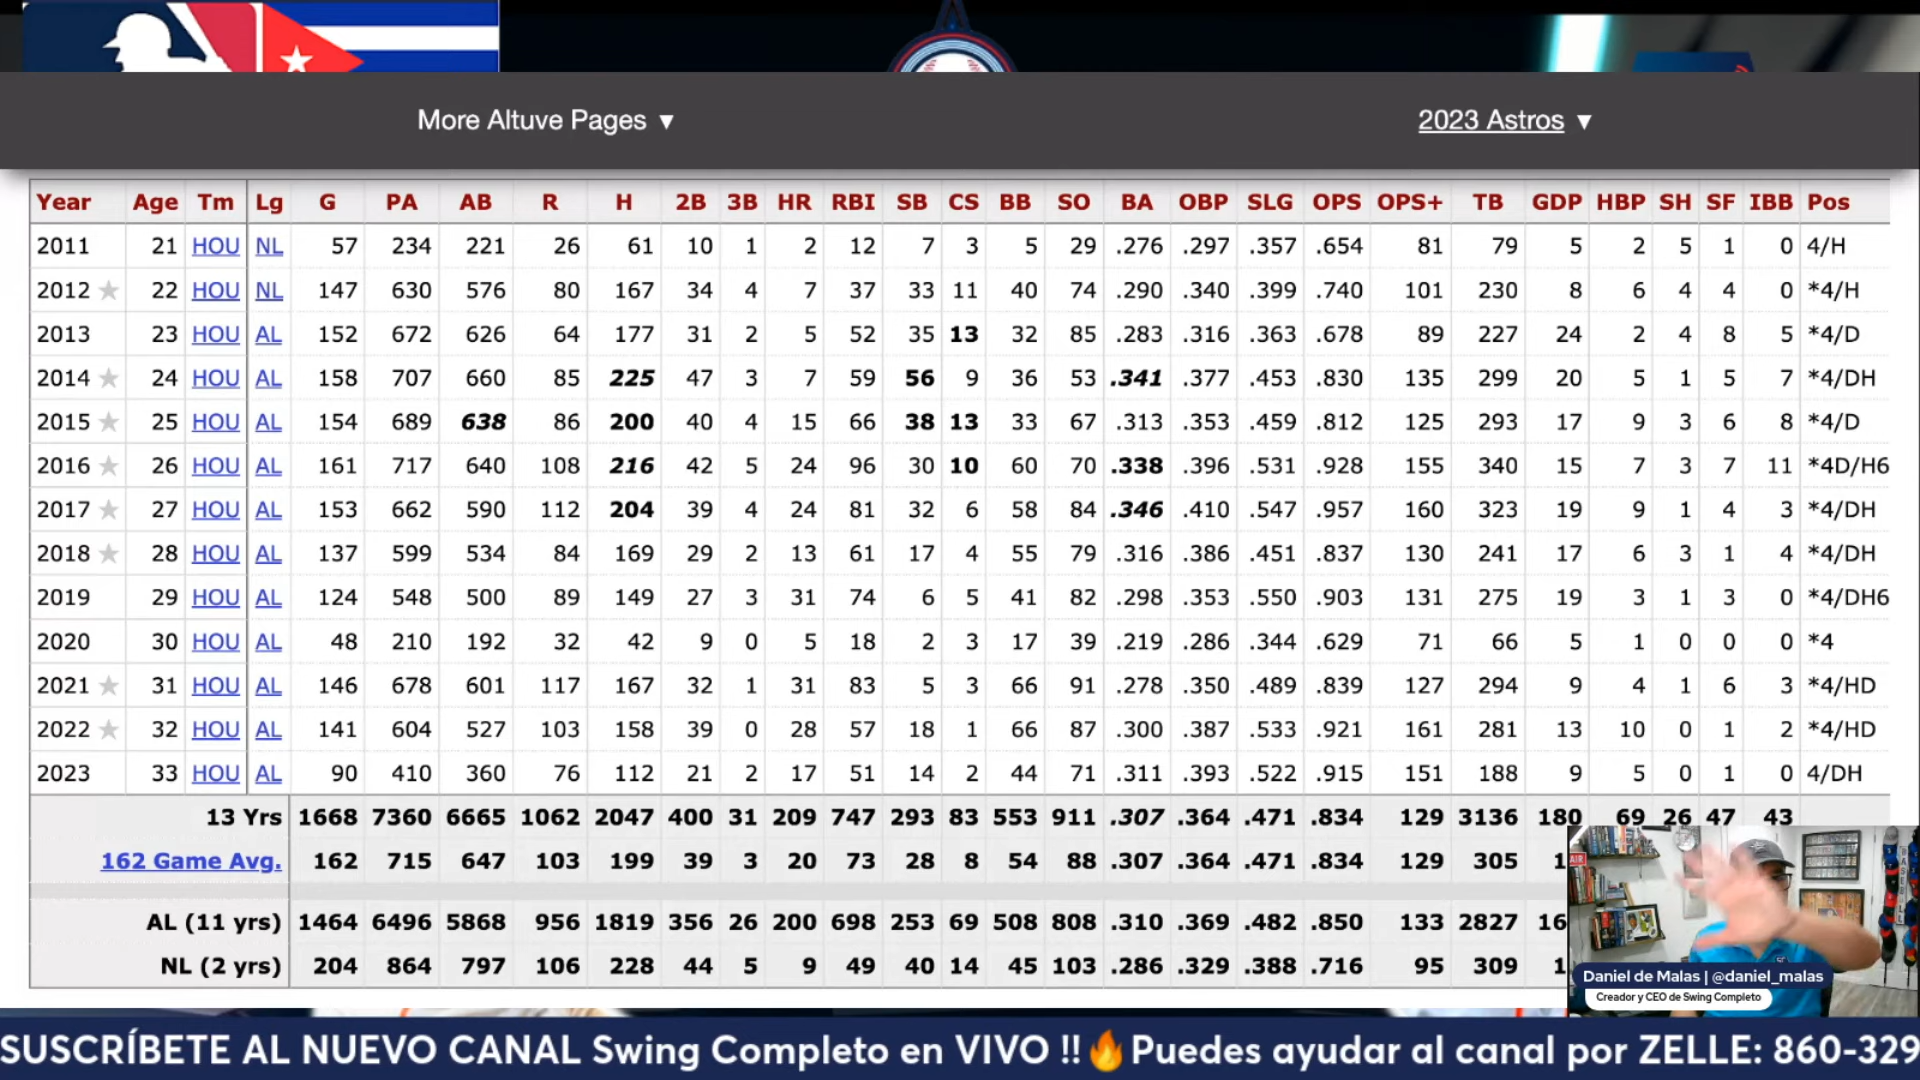 More Altuve Pages ▼ 2023 Astros ▼
Year Age Tm Lg G PA AB R H 2B 3B HR RBI SB CS BB SO BA OBP SLG OPS OPS+ TB GDP HBP SH SF IBB Pos
2011 21 HOU NL 57 234 221 26 61 10 1 2 12 7 3 5 29 .276 .297 .357 .654 81 79 5 2 5 1 0 4/H
2012 ★ 22 HOU NL 147 630 576 80 167 34 4 7 37 33 11 40 74 .290 .340 .399 .740 101 230 8 6 4 4 0 *4/H
2013 23 HOU AL 152 672 626 64 177 31 2 5 52 35 13 32 85 .283 .316 .363 .678 89 227 24 2 4 8 5 *4/D
2014 ★ 24 HOU AL 158 707 660 85 225 47 3 7 59 56 9 36 53 .341 .377 .453 .830 135 299 20 5 1 5 7 *4/DH
2015 ★ 25 HOU AL 154 689 638 86 200 40 4 15 66 38 13 33 67 .313 .353 .459 .812 125 293 17 9 3 6 8 *4/D
2016 ★ 26 HOU AL 161 717 640 108 216 42 5 24 96 30 10 60 70 .338 .396 .531 .928 155 340 15 7 3 7 11 *4D/H6
2017 ★ 27 HOU AL 153 662 590 112 204 39 4 24 81 32 6 58 84 .346 .410 .547 .957 160 323 19 9 1 4 3 *4/DH
2018 ★ 28 HOU AL 137 599 534 84 169 29 2 13 61 17 4 55 79 .316 .386 .451 .837 130 241 17 6 3 1 4 *4/DH
2019 29 HOU AL 124 548 500 89 149 27 3 31 74 6 5 41 82 .298 .353 .550 .903 131 275 19 3 1 3 0 *4/DH6
2020 30 HOU AL 48 210 192 32 42 9 0 5 18 2 3 17 39 .219 .286 .344 .629 71 66 5 1 0 0 0 *4
2021 ★ 31 HOU AL 146 678 601 117 167 32 1 31 83 5 3 66 91 .278 .350 .489 .839 127 294 9 4 1 6 3 *4/HD
2022 ★ 32 HOU AL 141 604 527 103 158 39 0 28 57 18 1 66 87 .300 .387 .533 .921 161 281 13 10 0 1 2 *4/HD
2023 33 HOU AL 90 410 360 76 112 21 2 17 51 14 2 44 71 .311 .393 .522 .915 151 188 9 5 0 1 0 4/DH
13 Yrs 1668 7360 6665 1062 2047 400 31 209 747 293 83 553 911 .307 .364 .471 .834 129 3136 180 69 26 47 43
162 Game Avg. 162 715 647 103 199 39 3 20 73 28 8 54 88 .307 .364 .471 .834 129 305 1
AL (11 yrs) 1464 6496 5868 956 1819 356 26 200 698 253 69 508 808 .310 .369 .482 .850 133 2827 16
NL (2 yrs) 204 864 797 106 228 44 5 9 49 40 14 45 103 .286 .329 .388 .716 95 309 1
AIR
Daniel de Malas | @daniel_malas
Creador y CEO de Swing Completo
SUSCRÍBETE AL NUEVO CANAL Swing Completo en VIVO !!🔥Puedes ayudar al canal por ZELLE: 860-329